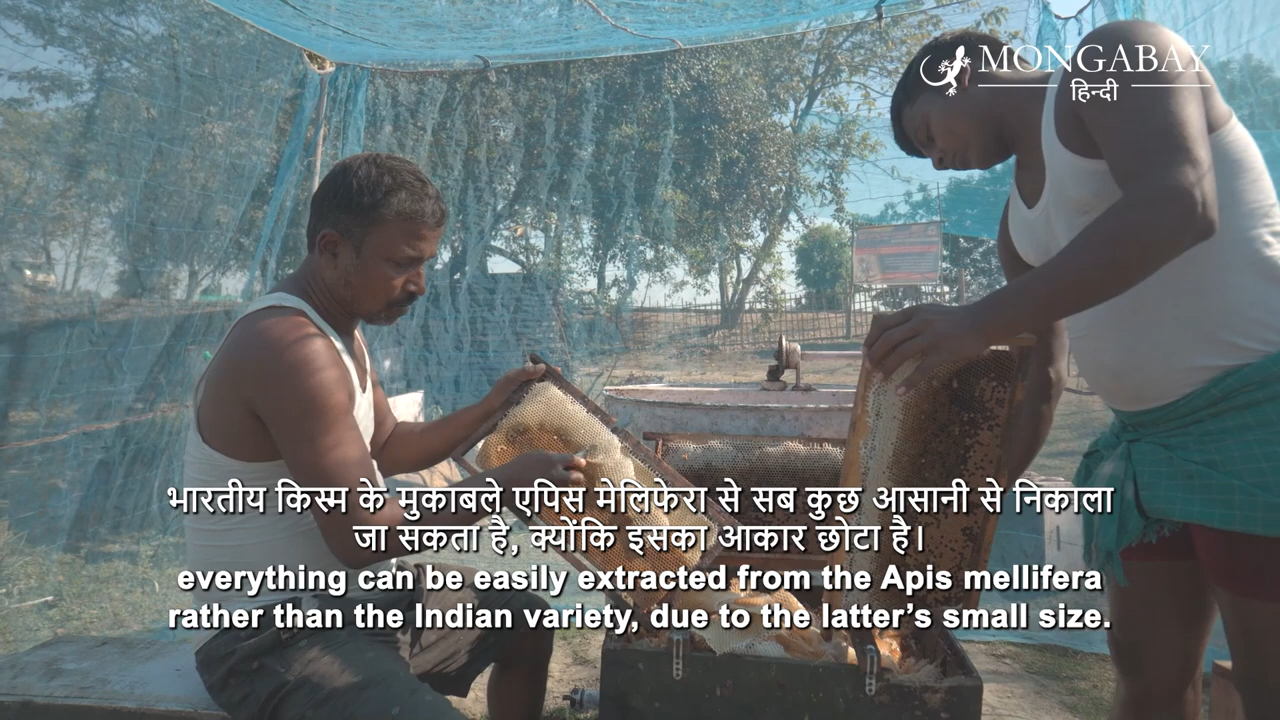 MONGABAY
हिन्दी
भारतीय किस्म के मुकाबले एपिस मेलिफेरा से सब कुछ आसानी से निकाला
जा सकता है, क्योंकि इसका आकार छोटा है।
everything can be easily extracted from the Apis mellifera
rather than the Indian variety, due to the latter's small size.